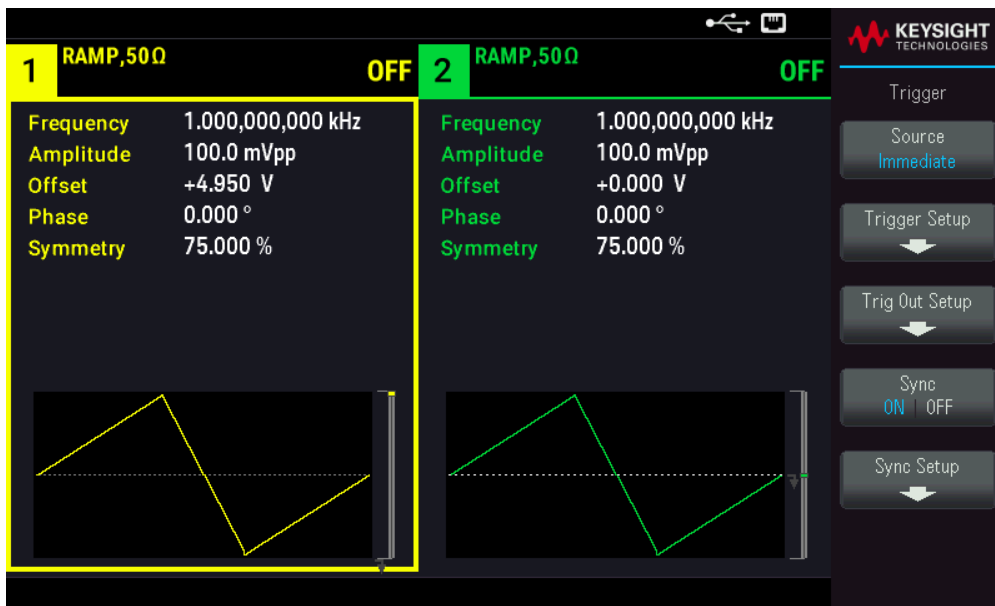 KEYSIGHT
TECHNOLOGIES
1 RAMP,50Ω OFF
2 RAMP,50Ω OFF
Frequency 1.000,000,000 kHz
Amplitude 100.0 mVpp
Offset +4.950 V
Phase 0.000 °
Symmetry 75.000 %
Frequency 1.000,000,000 kHz
Amplitude 100.0 mVpp
Offset +0.000 V
Phase 0.000 °
Symmetry 75.000 %
Trigger
Source
Immediate
Trigger Setup
Trig Out Setup
Sync
ON | OFF
Sync Setup